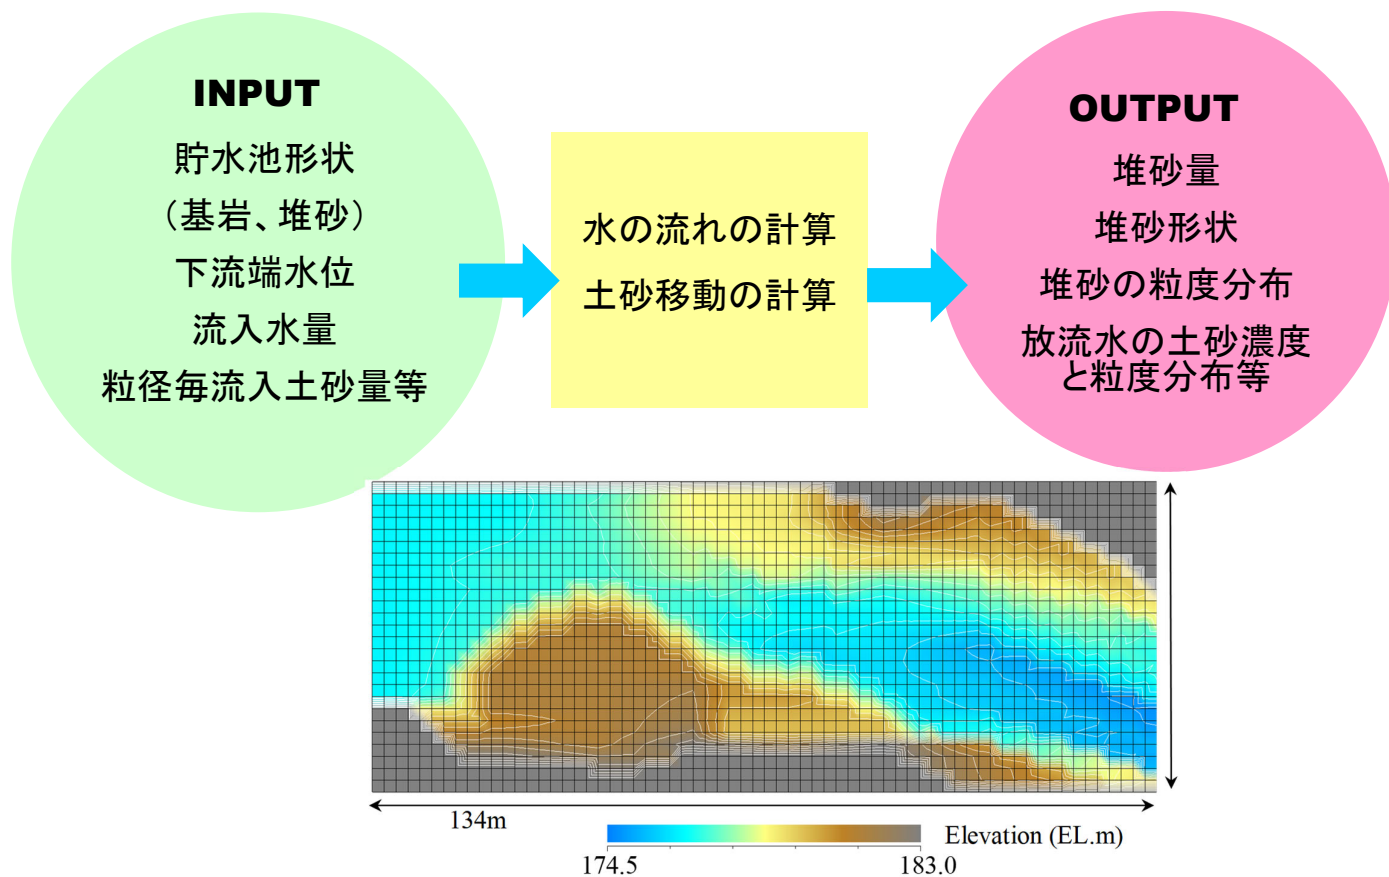 INPUT
貯水池形状
（基岩、堆砂）
下流端水位
流入水量
粒径毎流入土砂量等
水の流れの計算
土砂移動の計算
OUTPUT
堆砂量
堆砂形状
堆砂の粒度分布
放流水の土砂濃度
と粒度分布等
134m
Elevation (EL.m)
174.5
183.0